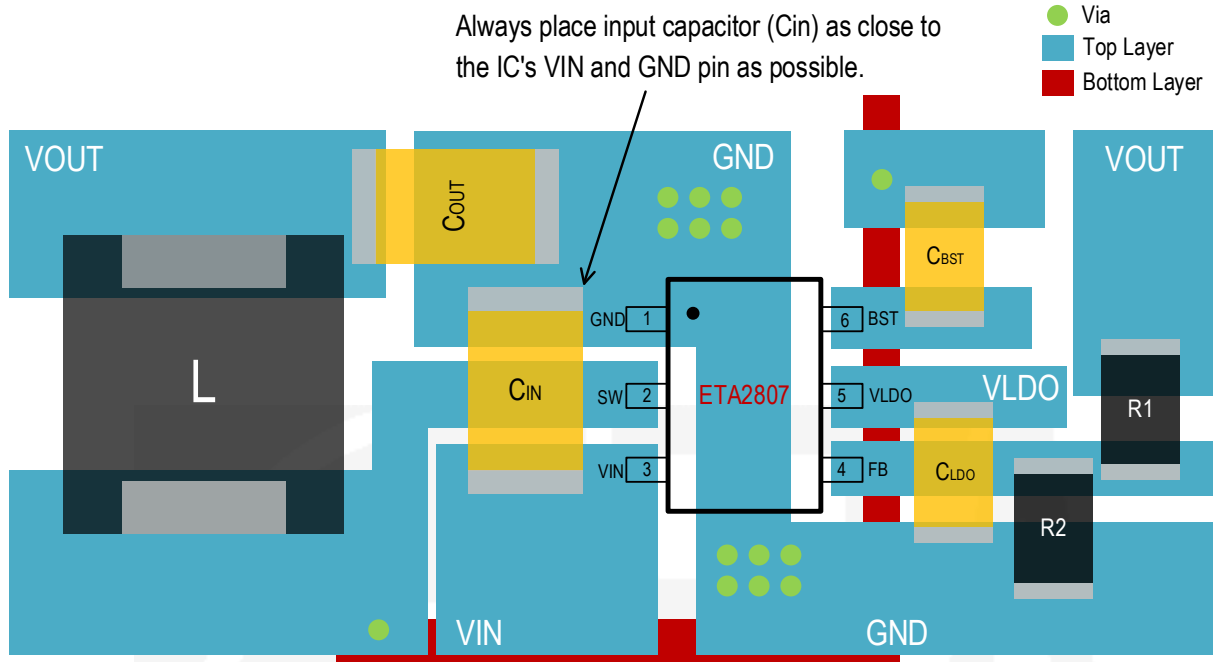 Always place input capacitor (Cin) as close to
the IC's VIN and GND pin as possible.
Via
Top Layer
Bottom Layer
VOUT
COUT
GND
VOUT
CBST
L
CIN
GND 1
SW 2
VIN 3
ETA2807
6 BST
5 VLDO
4 FB
VLDO
CLDO
R1
R2
VIN
GND